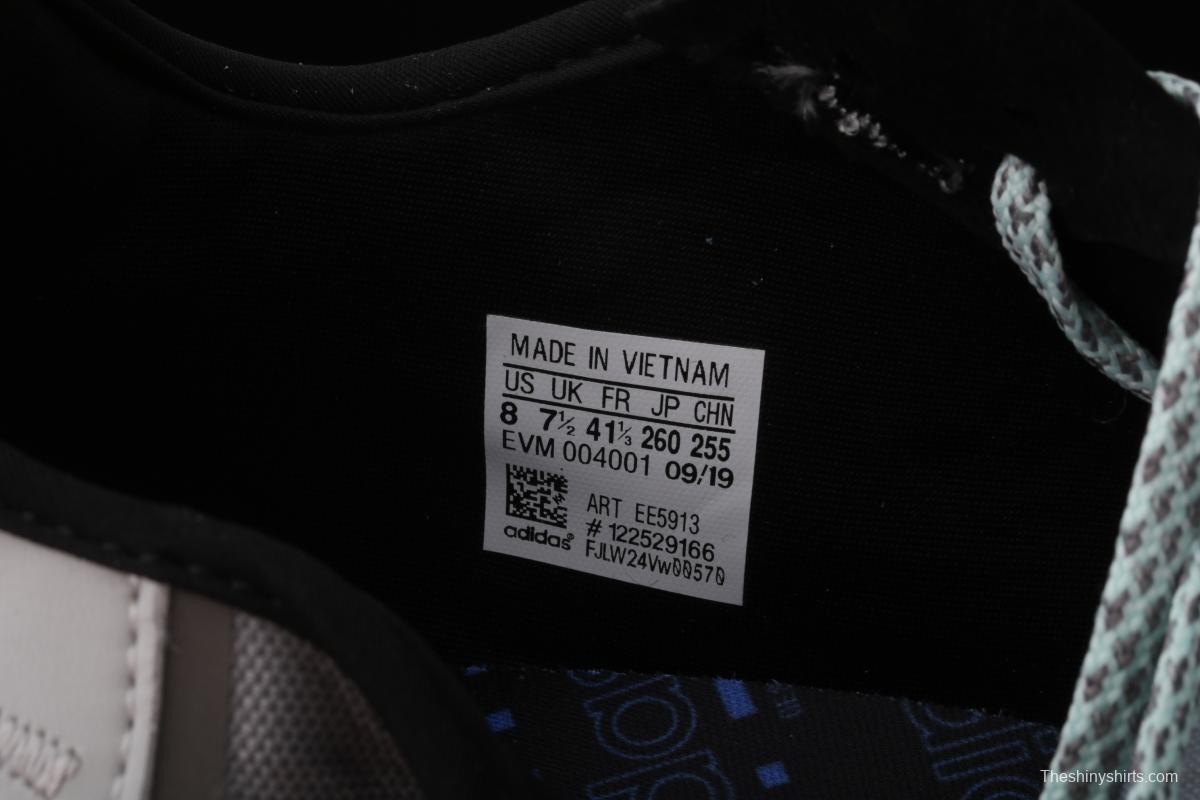 MADE IN VIETNAM
US UK FR JP CHN
8 7½ 41⅓ 260 255
EVM 004001 09/19
ART EE5913
# 122529166
adidas®
FJLW24Vw00570
Theshinyshirts.com